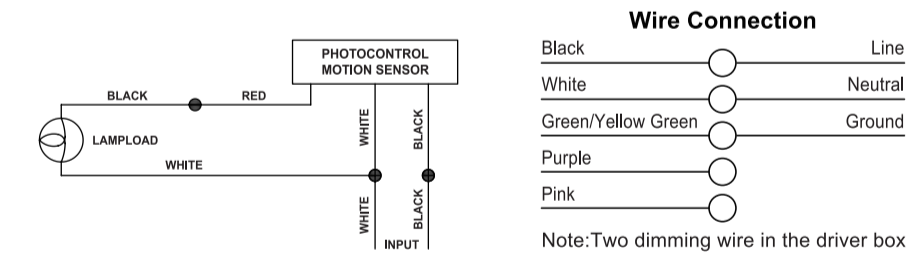 PHOTOCONTROL
MOTION SENSOR
BLACK
RED
WHITE
BLACK
LAMPLOAD
WHITE
WHITE
BLACK
INPUT
Wire Connection
Black Line
White Neutral
Green/Yellow Green Ground
Purple
Pink
Note:Two dimming wire in the driver box